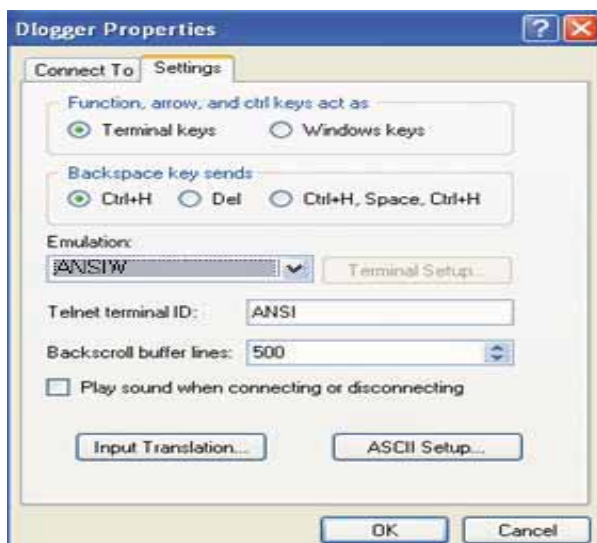 Dlogger Properties
Connect To Settings
Function, arrow, and ctrl keys act as
Terminal keys Windows keys
Backspace key sends
Ctrl+H Del Ctrl+H, Space, Ctrl+H
Emulation:
ANSIW Terminal Setup...
Telnet terminal ID: ANSI
Backscroll buffer lines: 500
Play sound when connecting or disconnecting
Input Translation... ASCII Setup...
OK Cancel